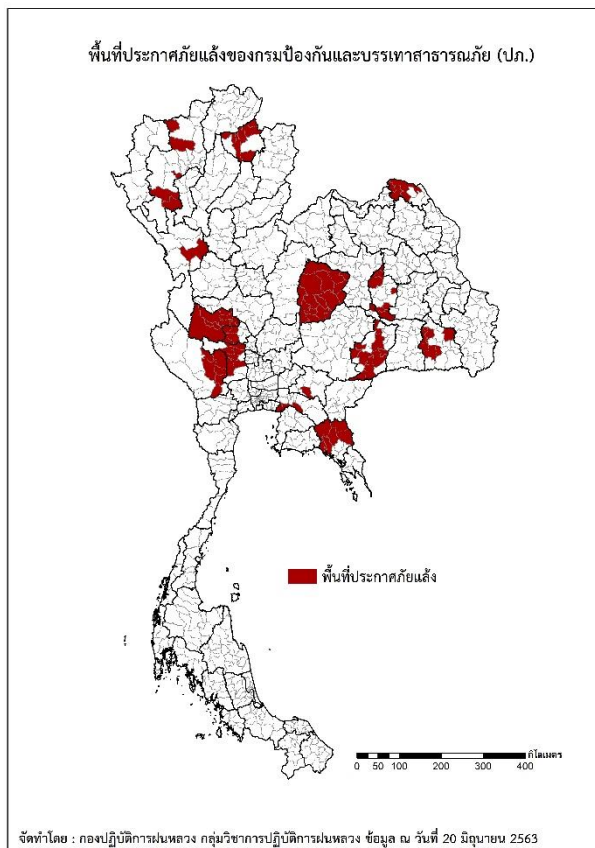 พื้นที่ประกาศภัยแล้งของกรมป้องกันและบรรเทาสาธารณภัย (ปภ.)
พื้นที่ประกาศภัยแล้ง
กิโลเมตร
0 50 100 200 300 400
จัดทำโดย : กองปฏิบัติการฝนหลวง กลุ่มวิชาการปฏิบัติการฝนหลวง ข้อมูล ณ วันที่ 20 มิถุนายน 2563